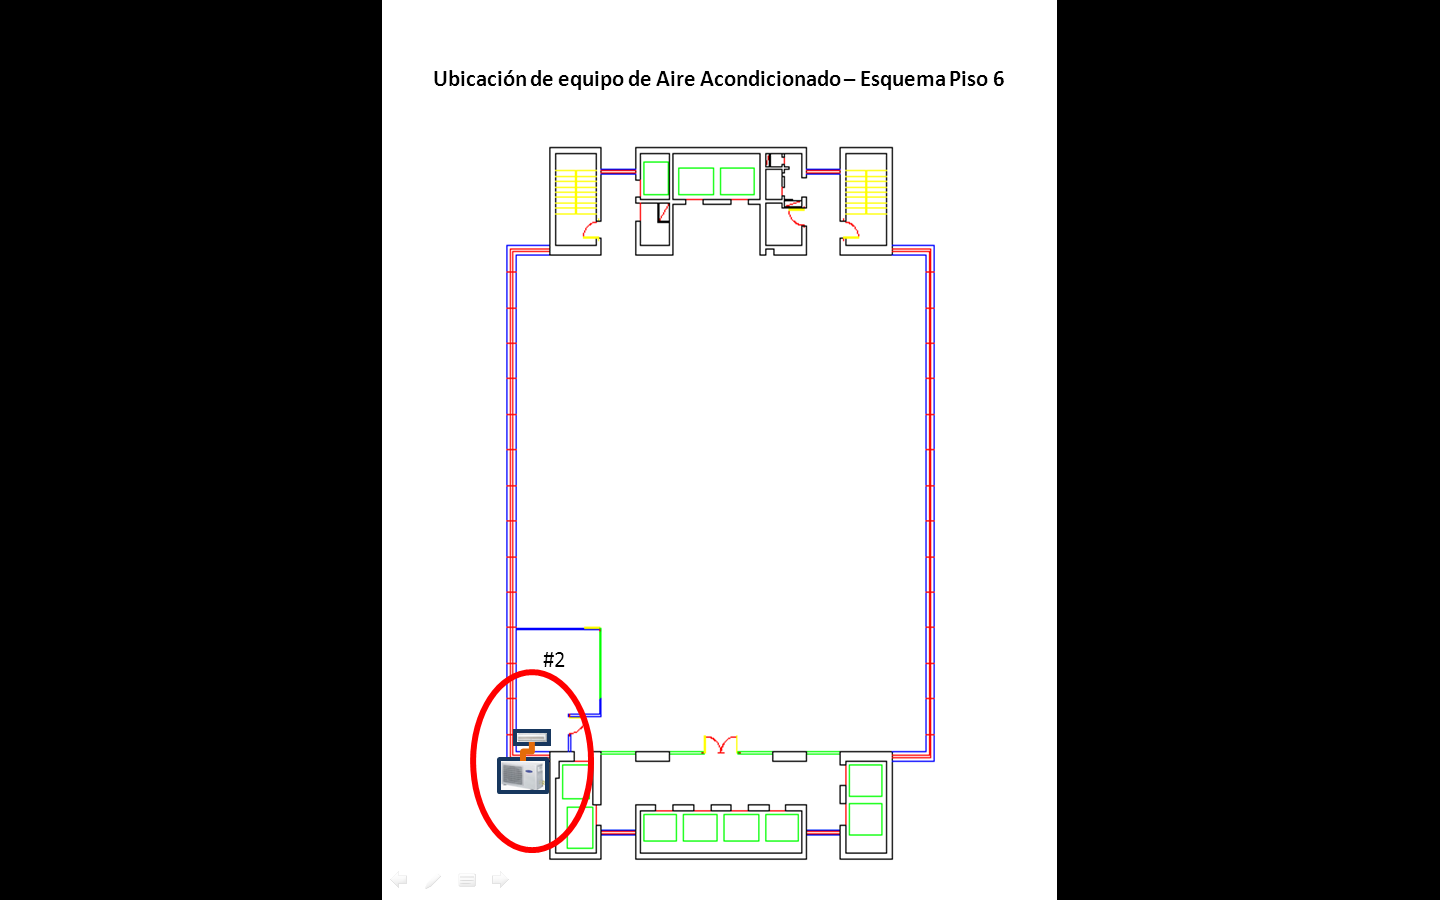 Ubicación de equipo de Aire Acondicionado – Esquema Piso 6
#2